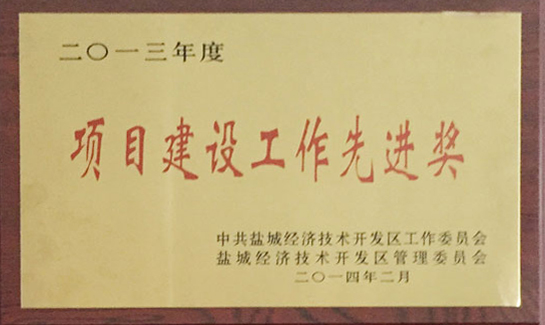 二〇一三年度
项目建设工作先进奖
中共盐城经济技术开发区工作委员会
盐城经济技术开发区管理委员会
二〇一四年二月